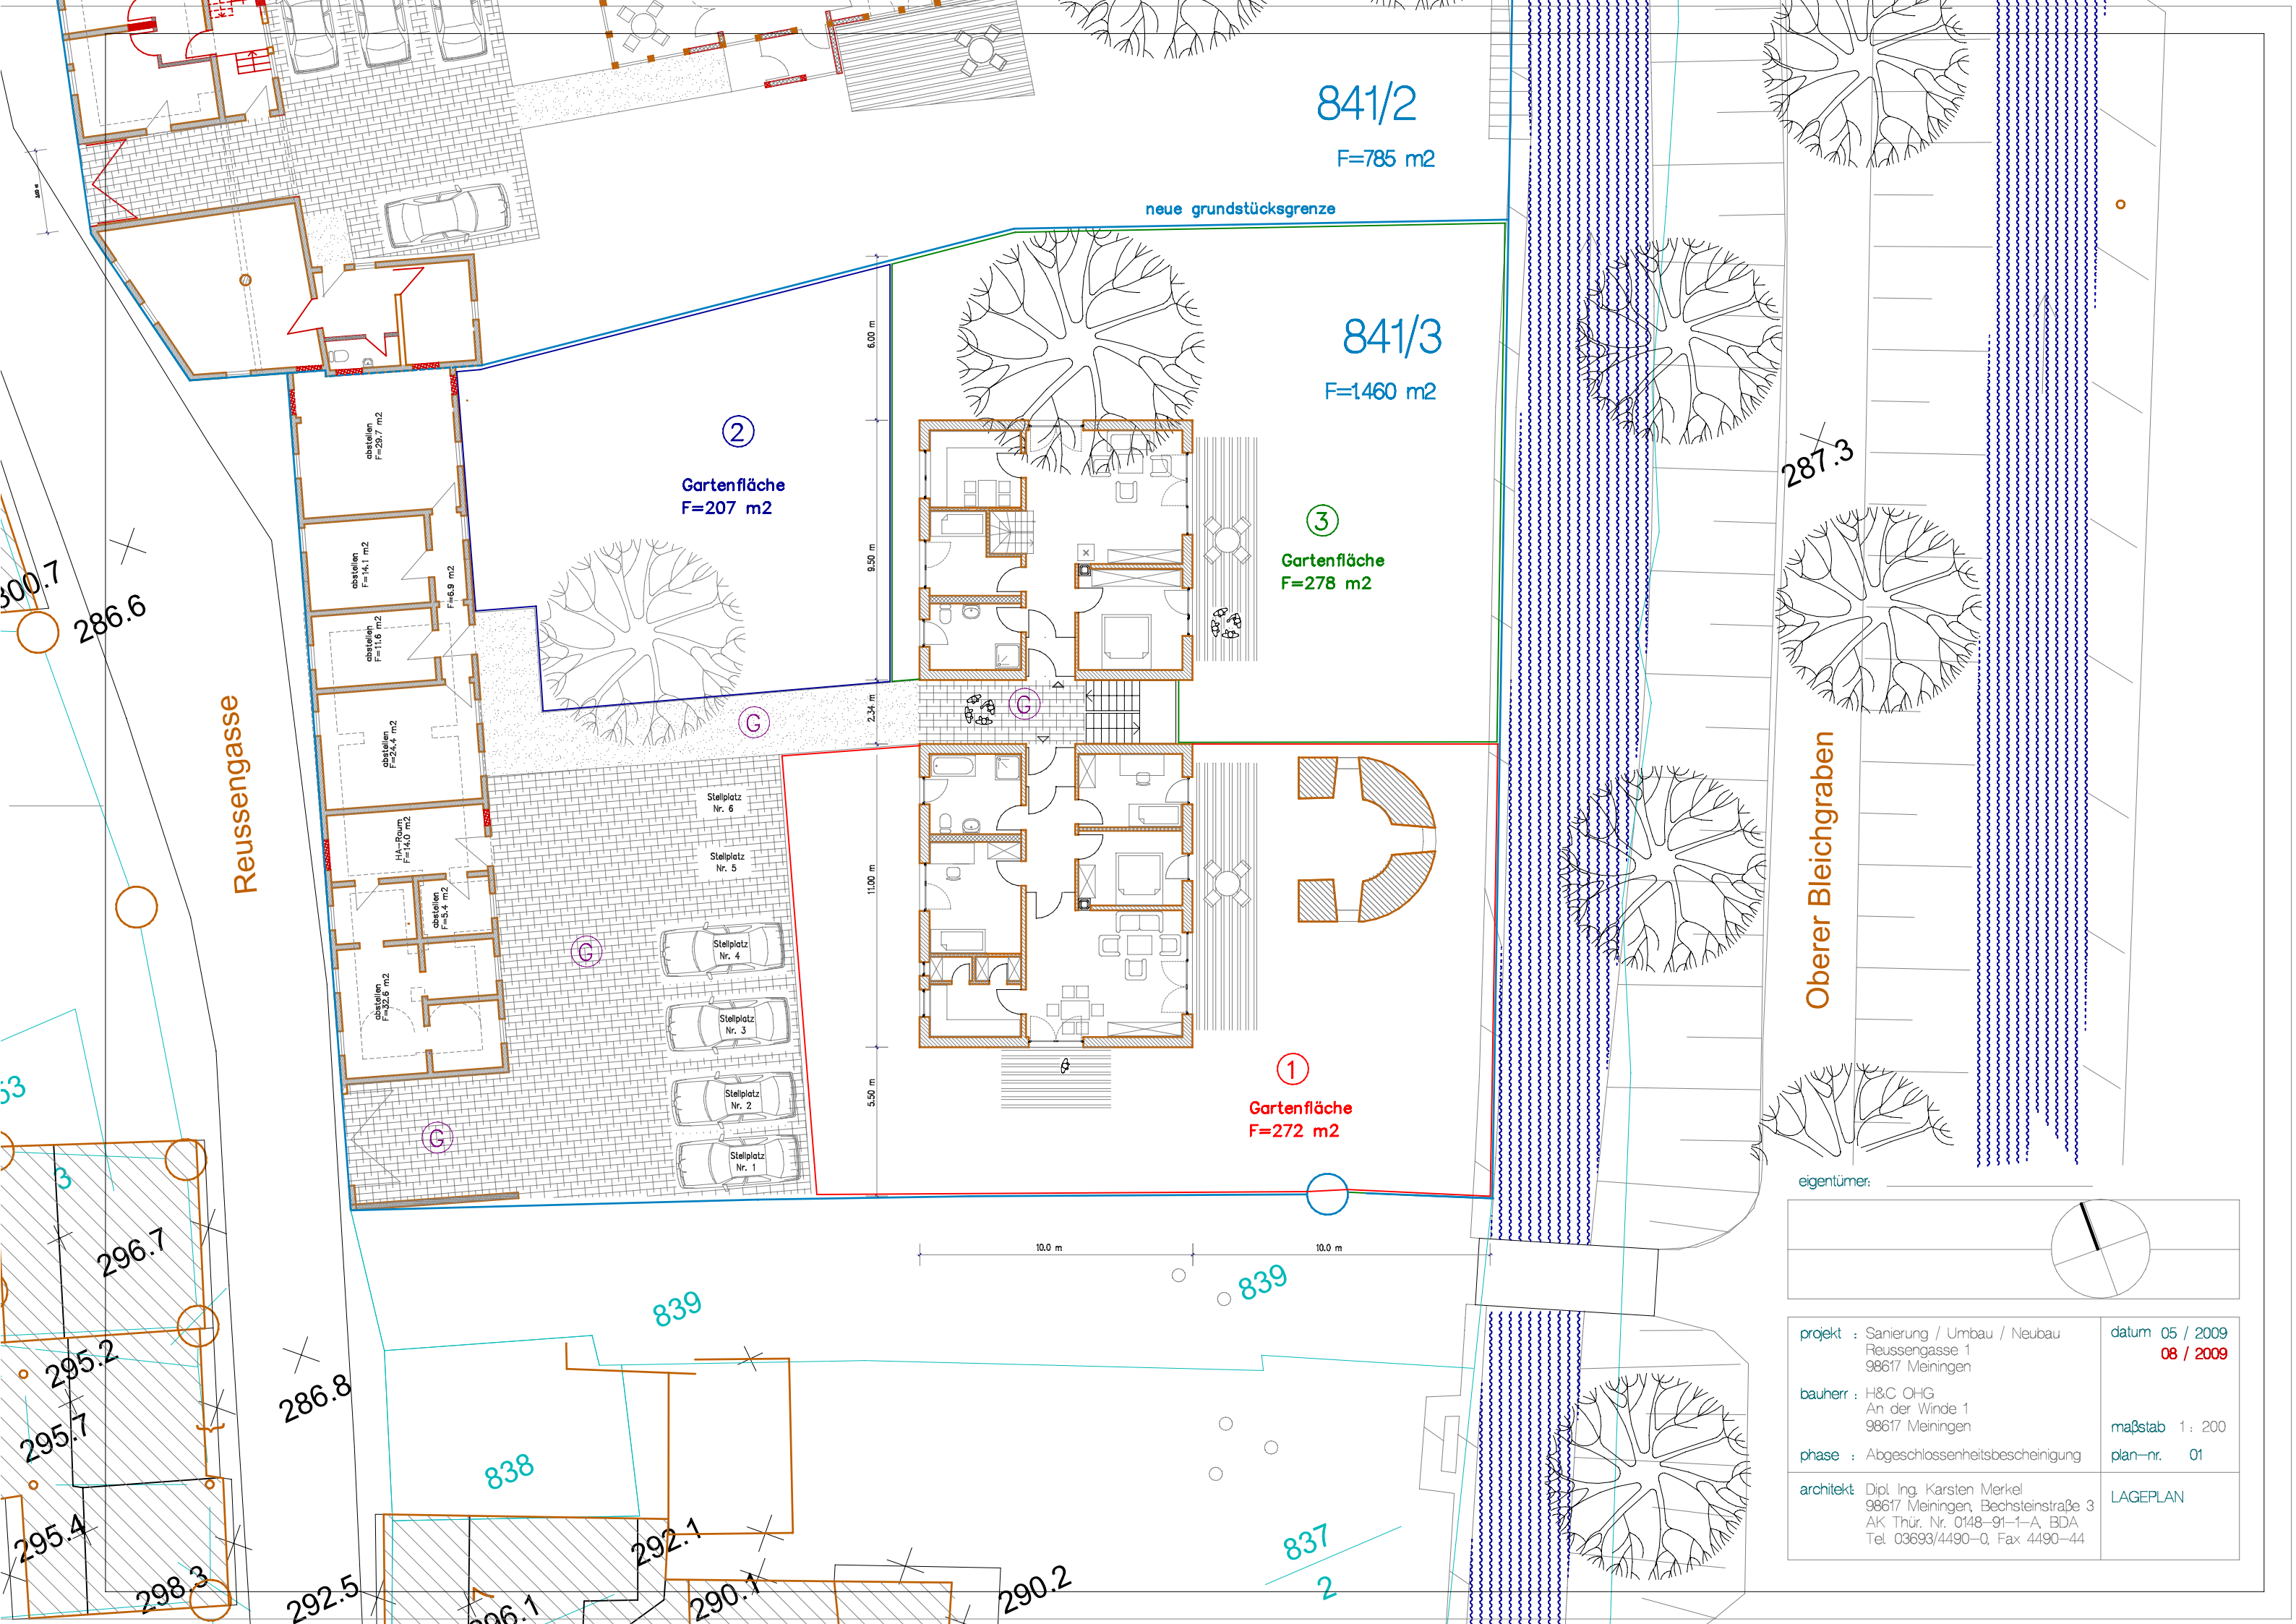 841/2
F=785 m2
neue grundstücksgrenze
841/3
F=1.460 m2
2
Gartenfläche
F=207 m2
3
Gartenfläche
F=278 m2
1
Gartenfläche
F=272 m2
6.00 m
9.50 m
2.34 m
11.00 m
5.50 m
10.0 m
10.0 m
abstellen
F=29.7 m2
abstellen
F=14.1 m2
F=6.9 m2
abstellen
F=11.6 m2
abstellen
F=24.4 m2
HA-Raum
F=14.0 m2
abstellen
F=5.4 m2
abstellen
F=32.6 m2
G
G
G
G
Stellplatz
Nr. 6
Stellplatz
Nr. 5
Stellplatz
Nr. 4
Stellplatz
Nr. 3
Stellplatz
Nr. 2
Stellplatz
Nr. 1
Reussengasse
Oberer Bleichgraben
287.3
300.7
286.6
53
3
296.7
295.2
295.7
295.4
298.3
286.8
292.5
296.1
292.1
290.1
290.2
839
839
838
837
2
eigentümer:
projekt : Sanierung / Umbau / Neubau
Reussengasse 1
98617 Meiningen
datum 05 / 2009
08 / 2009
bauherr : H&C OHG
An der Winde 1
98617 Meiningen
maßstab 1 : 200
phase : Abgeschlossenheitsbescheinigung
plan-nr. 01
architekt: Dipl. Ing. Karsten Merkel
98617 Meiningen, Bechsteinstraße 3
AK Thür. Nr. 0148-91-1-A, BDA
Tel. 03693/4490-0, Fax 4490-44
LAGEPLAN